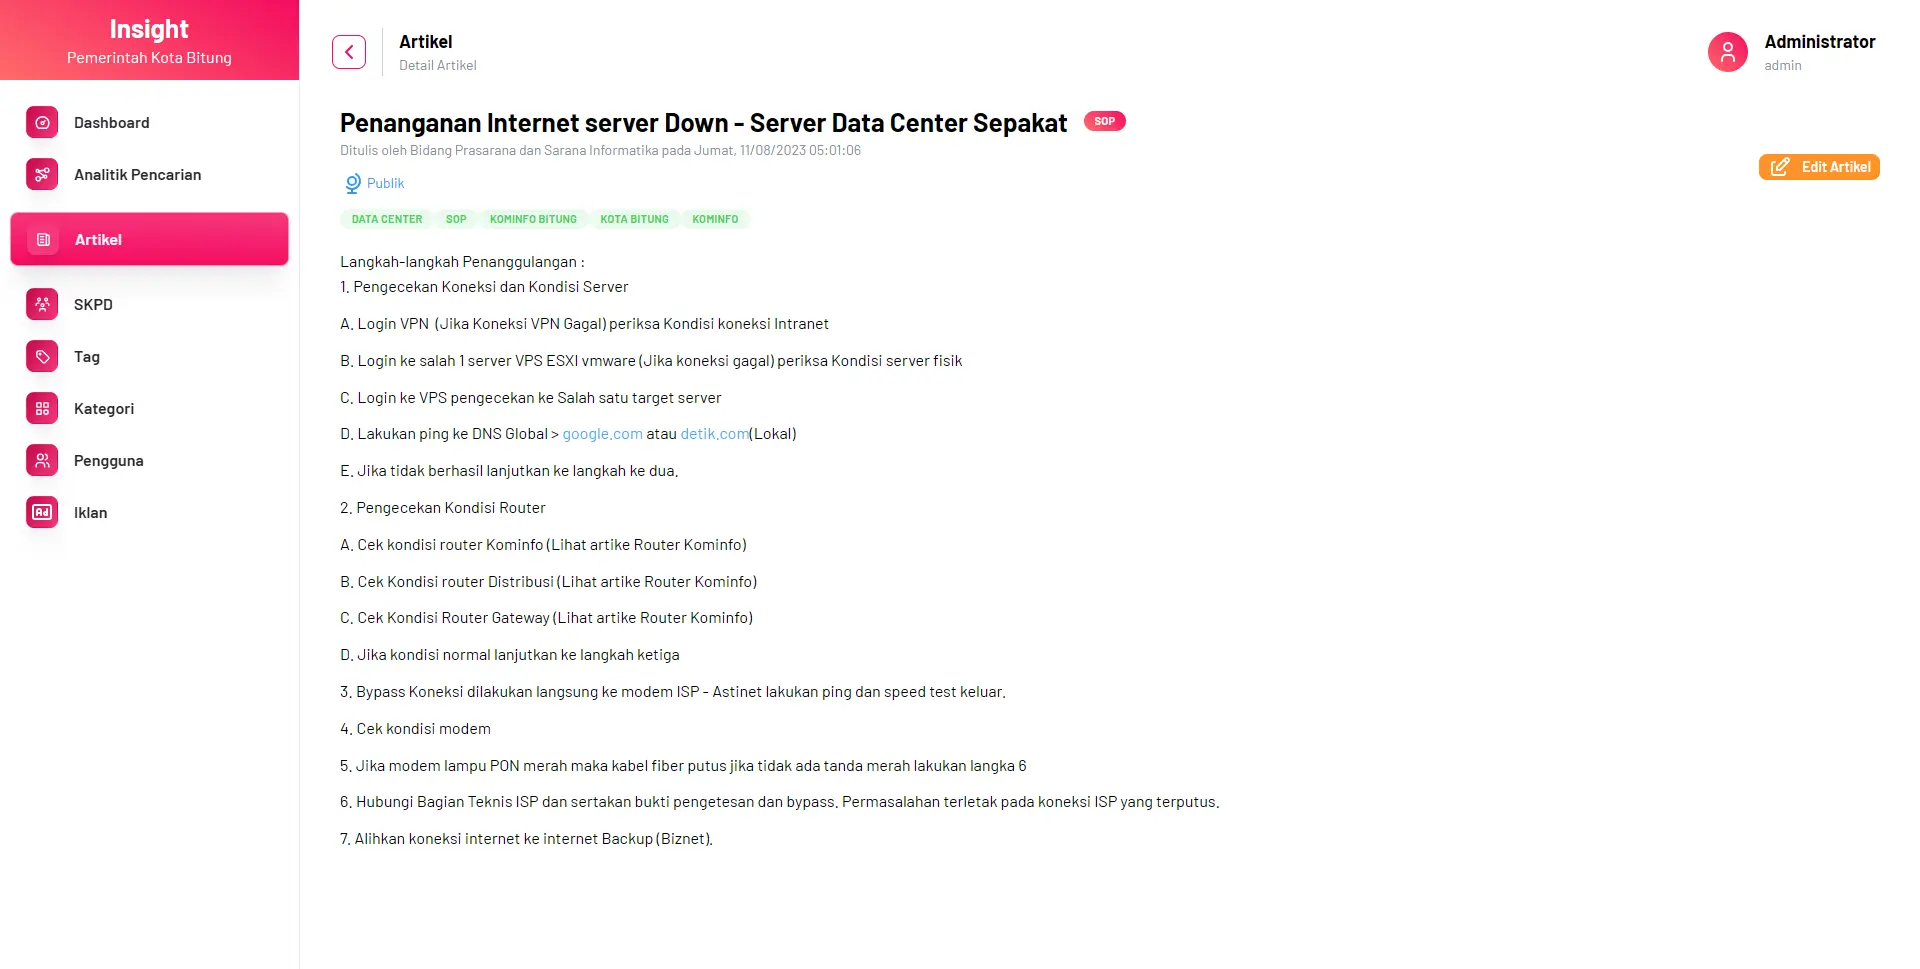 Insight
Pemerintah Kota Bitung
Dashboard
Analitik Pencarian
Artikel
SKPD
Tag
Kategori
Pengguna
Ad
Iklan
Artikel
Detail Artikel
Administrator
admin
Penanganan Internet server Down - Server Data Center Sepakat SOP
Ditulis oleh Bidang Prasarana dan Sarana Informatika pada Jumat, 11/08/2023 05:01:06
Edit Artikel
Publik
DATA CENTER SOP KOMINFO BITUNG KOTA BITUNG KOMINFO
Langkah-langkah Penanggulangan :
1. Pengecekan Koneksi dan Kondisi Server
A. Login VPN (Jika Koneksi VPN Gagal) periksa Kondisi koneksi Intranet
B. Login ke salah 1 server VPS ESXI vmware (Jika koneksi gagal) periksa Kondisi server fisik
C. Login ke VPS pengecekan ke Salah satu target server
D. Lakukan ping ke DNS Global > google.com atau detik.com(Lokal)
E. Jika tidak berhasil lanjutkan ke langkah ke dua.
2. Pengecekan Kondisi Router
A. Cek kondisi router Kominfo (Lihat artike Router Kominfo)
B. Cek Kondisi router Distribusi (Lihat artike Router Kominfo)
C. Cek Kondisi Router Gateway (Lihat artike Router Kominfo)
D. Jika kondisi normal lanjutkan ke langkah ketiga
3. Bypass Koneksi dilakukan langsung ke modem ISP - Astinet lakukan ping dan speed test keluar.
4. Cek kondisi modem
5. Jika modem lampu PON merah maka kabel fiber putus jika tidak ada tanda merah lakukan langka 6
6. Hubungi Bagian Teknis ISP dan sertakan bukti pengetesan dan bypass. Permasalahan terletak pada koneksi ISP yang terputus.
7. Alihkan koneksi internet ke internet Backup (Biznet).